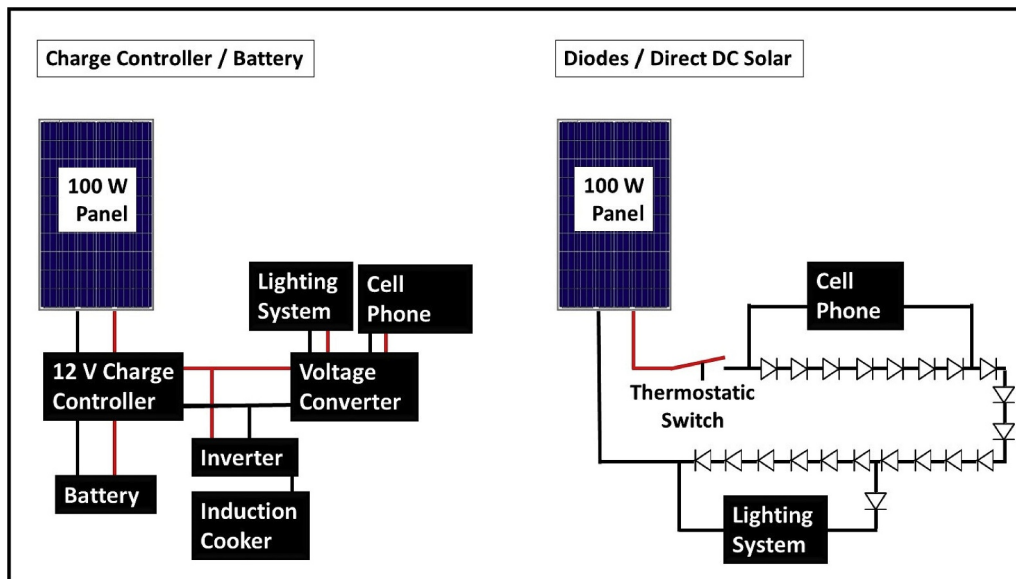 Charge Controller / Battery
Diodes / Direct DC Solar
100 W
Panel
100 W
Panel
Lighting
System
Cell
Phone
Cell
Phone
12 V Charge
Controller
Voltage
Converter
Thermostatic
Switch
Inverter
Battery
Induction
Cooker
Lighting
System